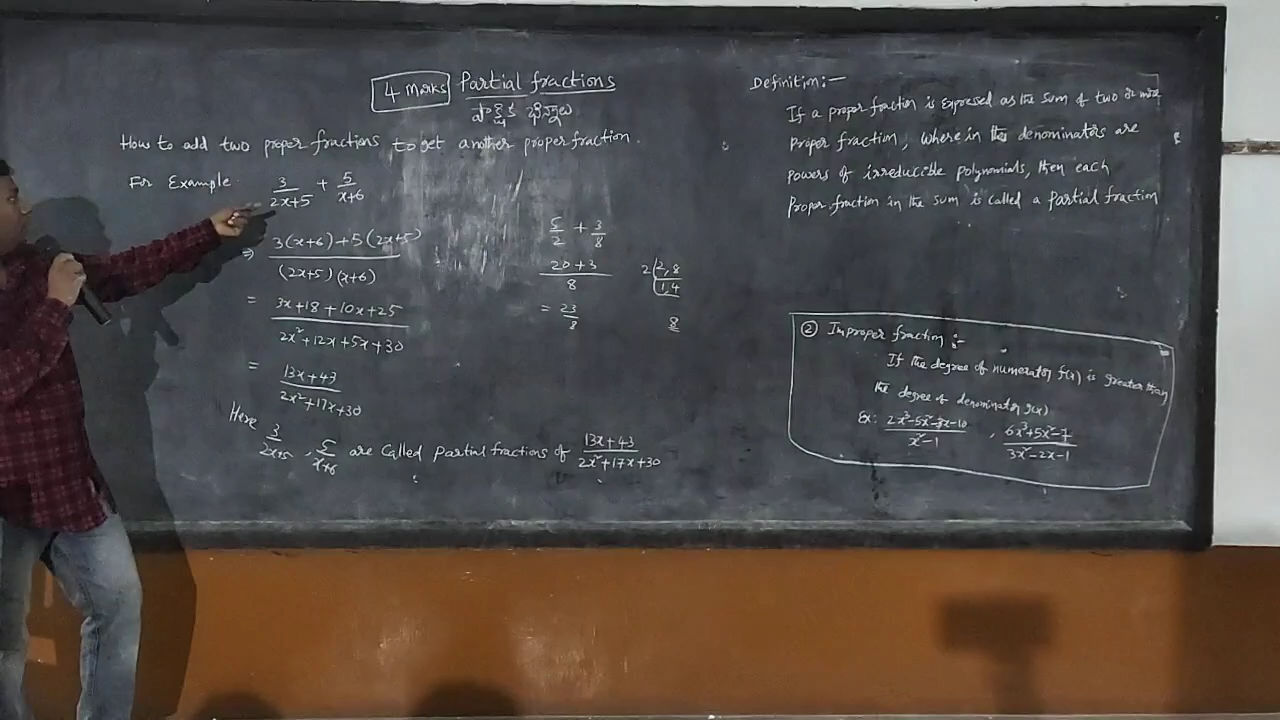 4 Marks Partial fractions
How to add two proper fractions to get another proper fraction.
For Example 3/(2x+5) + 5/(x+6)
⇒ (3(x+6)+5(2x+5))/((2x+5)(x+6))
= (3x+18+10x+25)/(2x²+12x+5x+30)
= (13x+43)/(2x²+17x+30)
Here 3/(2x+5), 5/(x+6) are called partial fractions of (13x+43)/(2x²+17x+30)
5/2 + 3/8
(20+3)/8
= 23/8
2 | 2,8
1,4
8
Definition:-
If a proper fraction is expressed as the sum of two or more
proper fraction, where in the denominators are
powers of irreducible polynomials, then each
proper fraction in the sum is called a partial fraction
② Improper fraction:-
If the degree of numerator f(x) is greater than
the degree of denominator g(x)
Ex: (2x³-5x²-3x-10)/(x²-1), (6x³+5x²-7)/(3x²-2x-1)